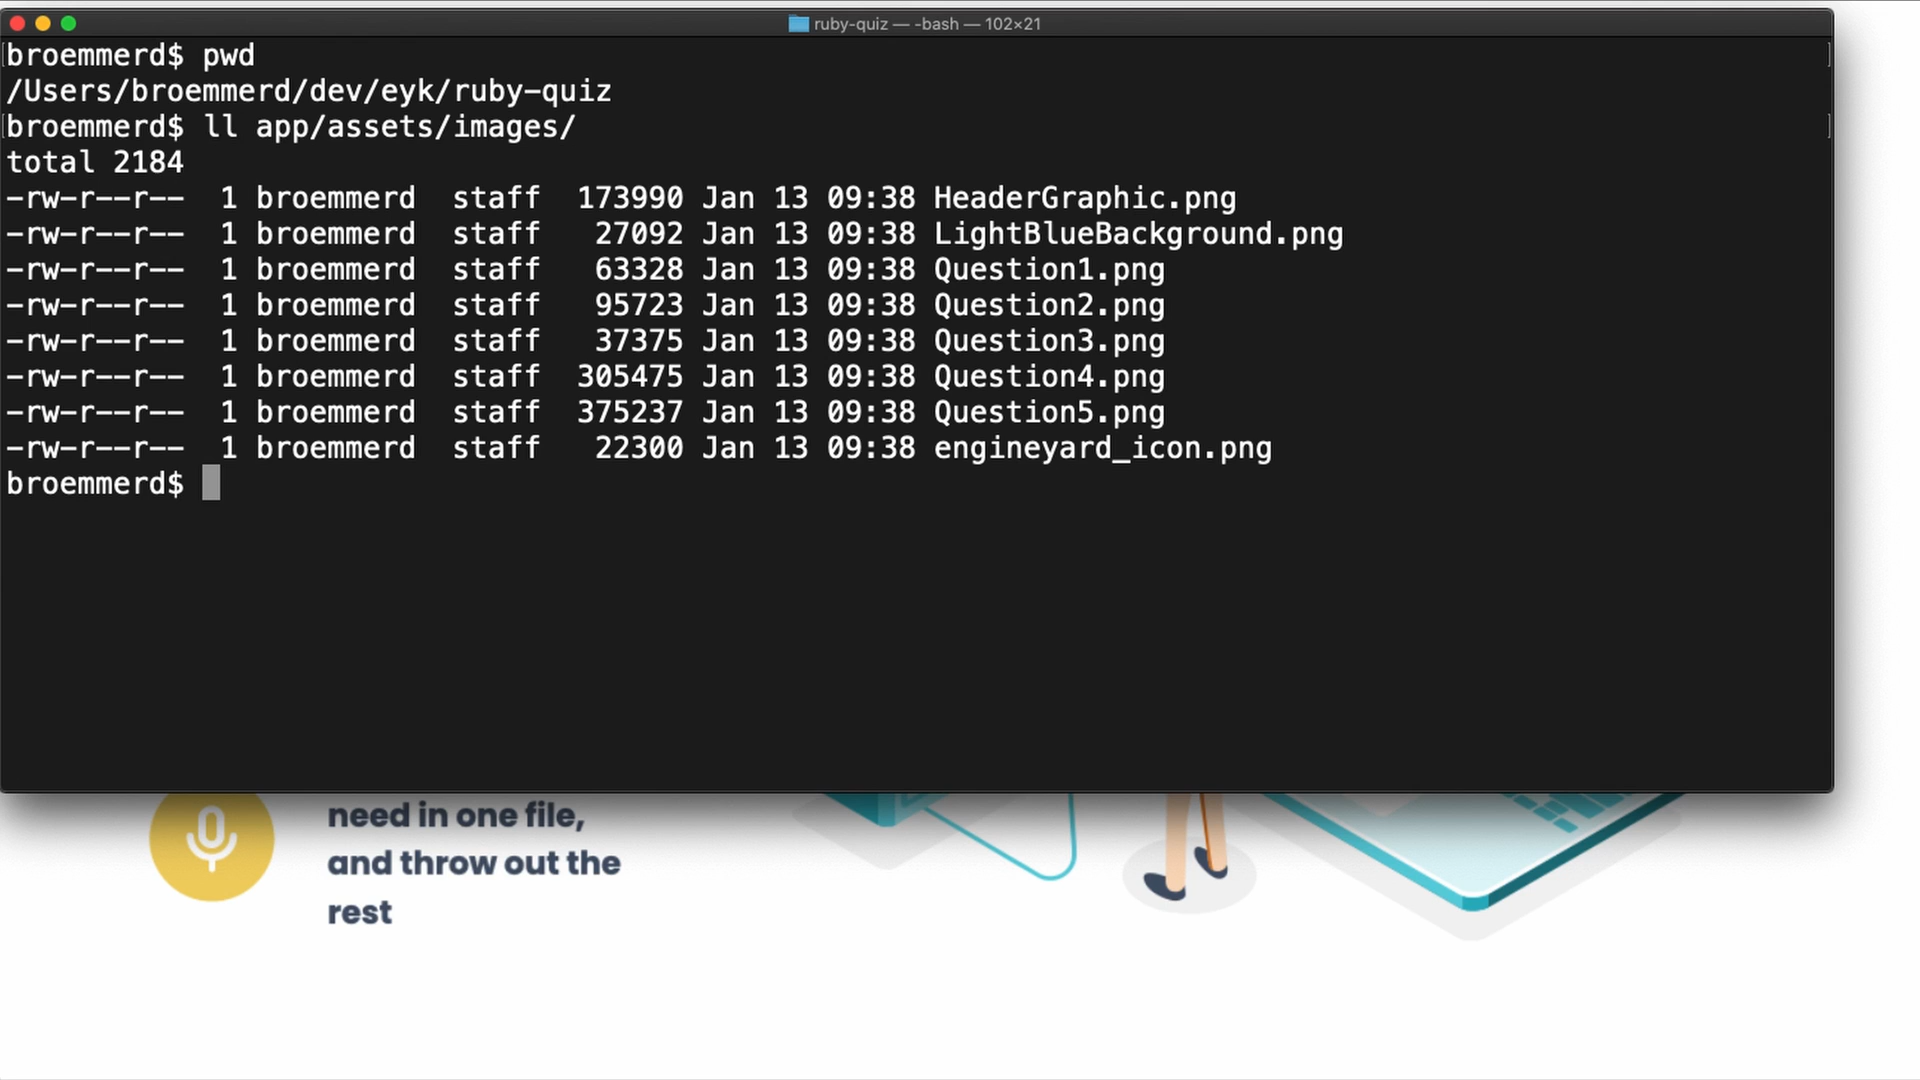 ruby-quiz — -bash — 102×21
broemmerd$ pwd
/Users/broemmerd/dev/eyk/ruby-quiz
broemmerd$ ll app/assets/images/
total 2184
-rw-r--r--  1 broemmerd  staff  173990 Jan 13 09:38 HeaderGraphic.png
-rw-r--r--  1 broemmerd  staff   27092 Jan 13 09:38 LightBlueBackground.png
-rw-r--r--  1 broemmerd  staff   63328 Jan 13 09:38 Question1.png
-rw-r--r--  1 broemmerd  staff   95723 Jan 13 09:38 Question2.png
-rw-r--r--  1 broemmerd  staff   37375 Jan 13 09:38 Question3.png
-rw-r--r--  1 broemmerd  staff  305475 Jan 13 09:38 Question4.png
-rw-r--r--  1 broemmerd  staff  375237 Jan 13 09:38 Question5.png
-rw-r--r--  1 broemmerd  staff   22300 Jan 13 09:38 engineyard_icon.png
broemmerd$
need in one file,
and throw out the
rest